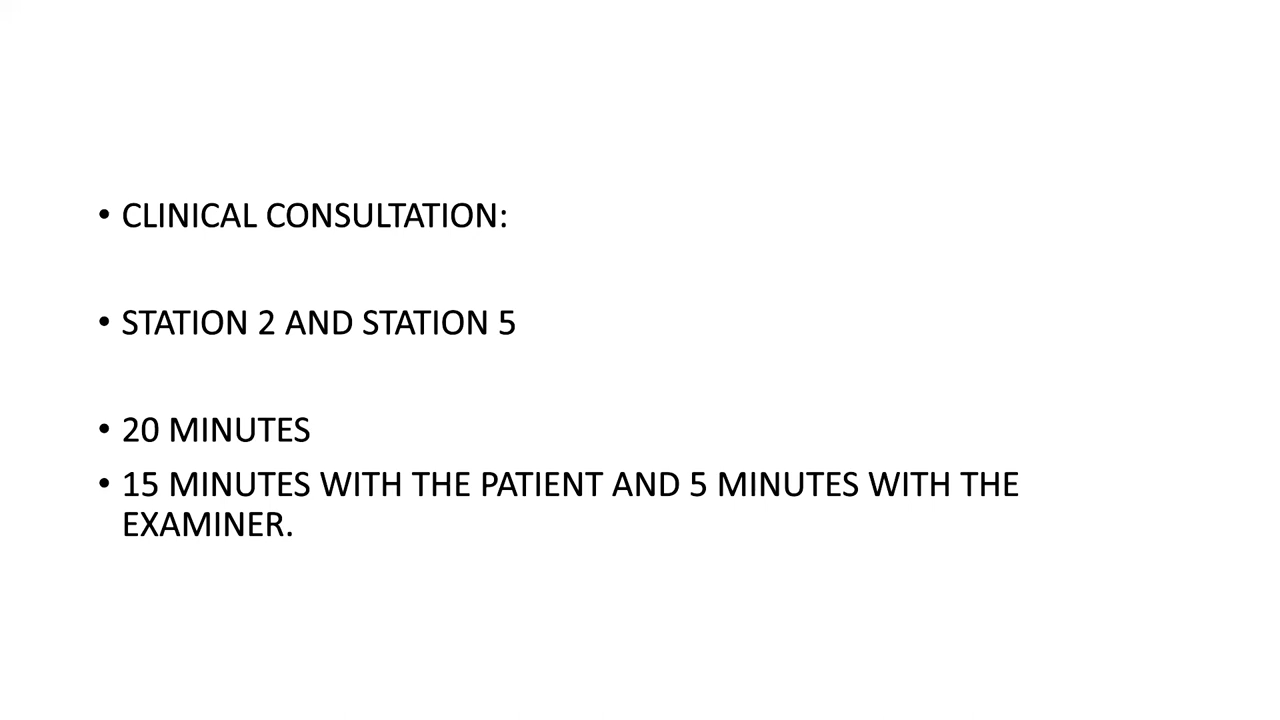 • CLINICAL CONSULTATION:
• STATION 2 AND STATION 5
• 20 MINUTES
• 15 MINUTES WITH THE PATIENT AND 5 MINUTES WITH THE
EXAMINER.